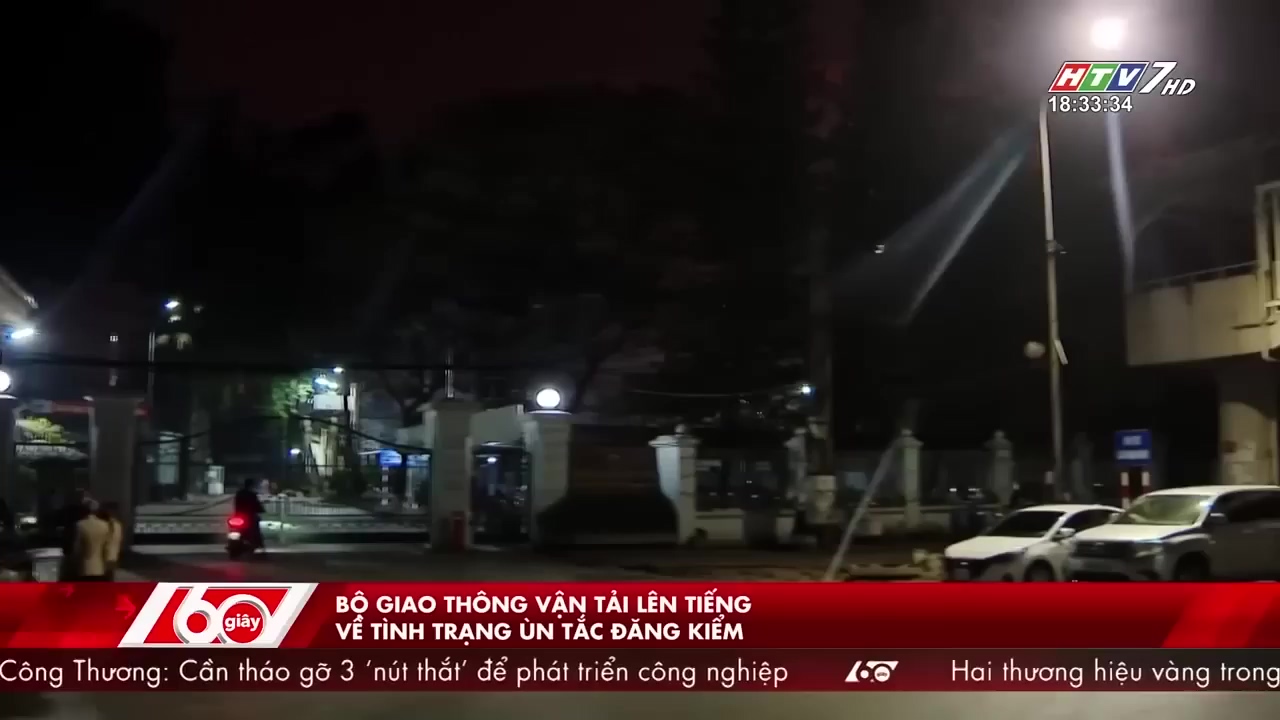 HTV7 HD
18:33:34
60 giây
BỘ GIAO THÔNG VẬN TẢI LÊN TIẾNG
VỀ TÌNH TRẠNG ÙN TẮC ĐĂNG KIỂM
Công Thương: Cần tháo gỡ 3 ‘nút thắt’ để phát triển công nghiệp
60 giây
Hai thương hiệu vàng trong